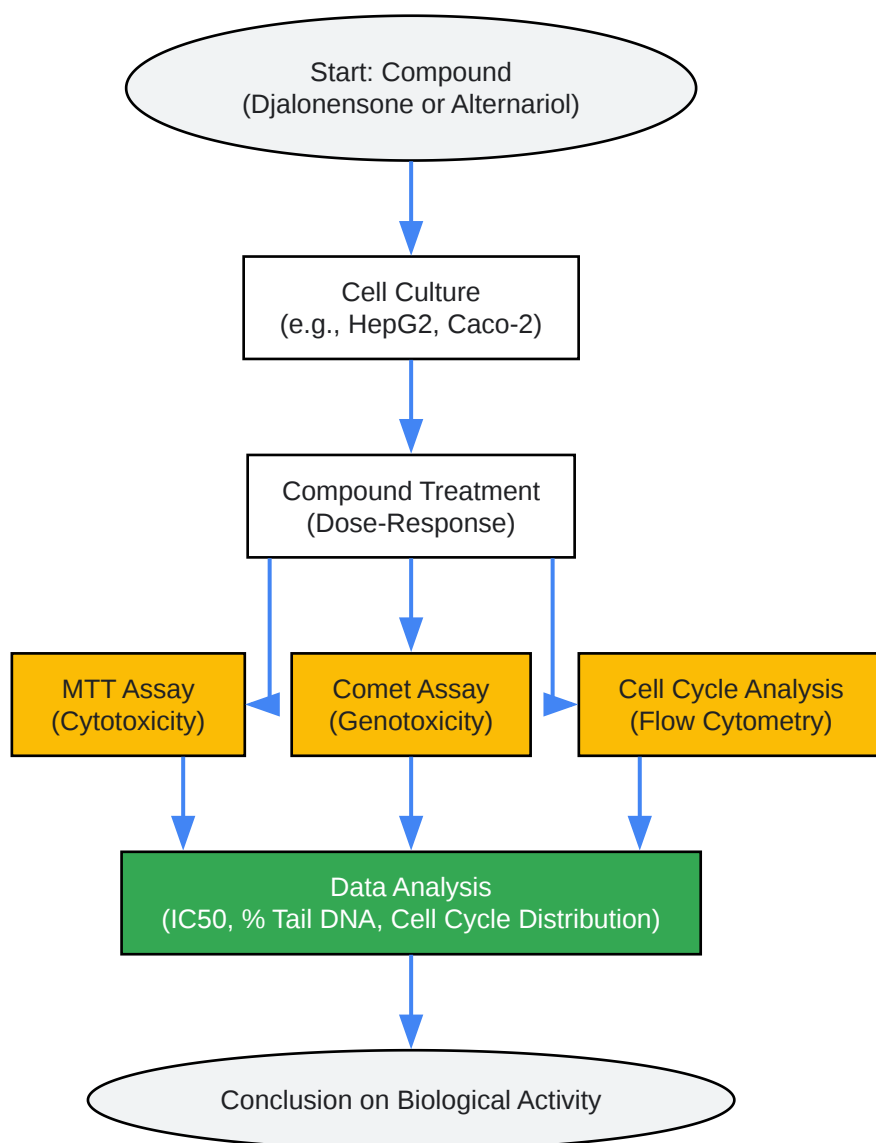 Start: Compound
(Djalonensone or Alternariol)
Cell Culture
(e.g., HepG2, Caco-2)
Compound Treatment
(Dose-Response)
MTT Assay
(Cytotoxicity)
Comet Assay
(Genotoxicity)
Cell Cycle Analysis
(Flow Cytometry)
Data Analysis
(IC50, % Tail DNA, Cell Cycle Distribution)
Conclusion on Biological Activity